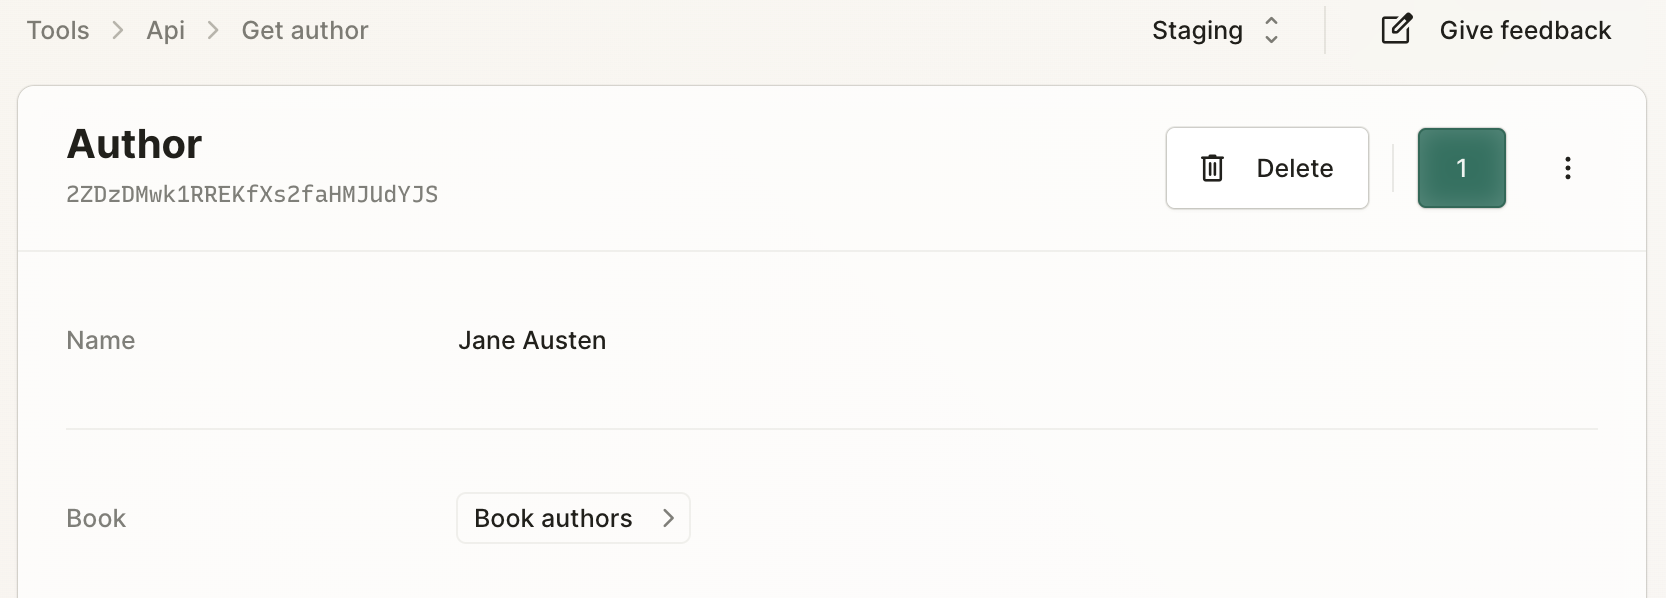 Tools > Api > Get author
Staging
Give feedback
Author
2ZDzDMwk1RREKfXs2faHMJUdYJS
Delete
1
Name
Jane Austen
Book
Book authors